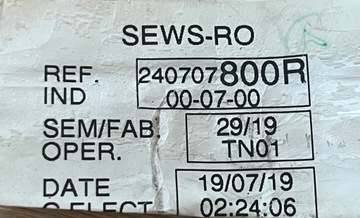 SEWS-RO
REF. 240707800R
IND 00-07-00
SEM/FAB. 29/19
OPER. TN01
DATE 19/07/19
C.ELECT 02:24:06